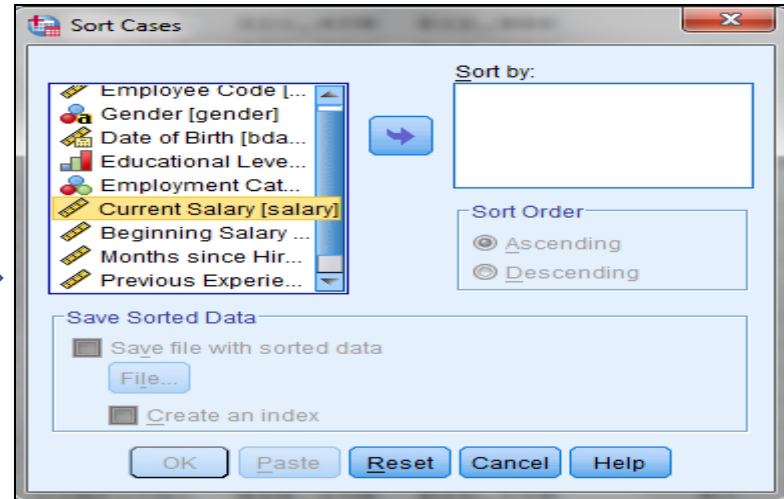 Sort Cases
Employee Code [...
Gender [gender]
Date of Birth [bda...
Educational Leve...
Employment Cat...
Current Salary [salary]
Beginning Salary ...
Months since Hir...
Previous Experie...
Sort by:
Sort Order
Ascending
Descending
Save Sorted Data
Save file with sorted data
File...
Create an index
OK Paste Reset Cancel Help